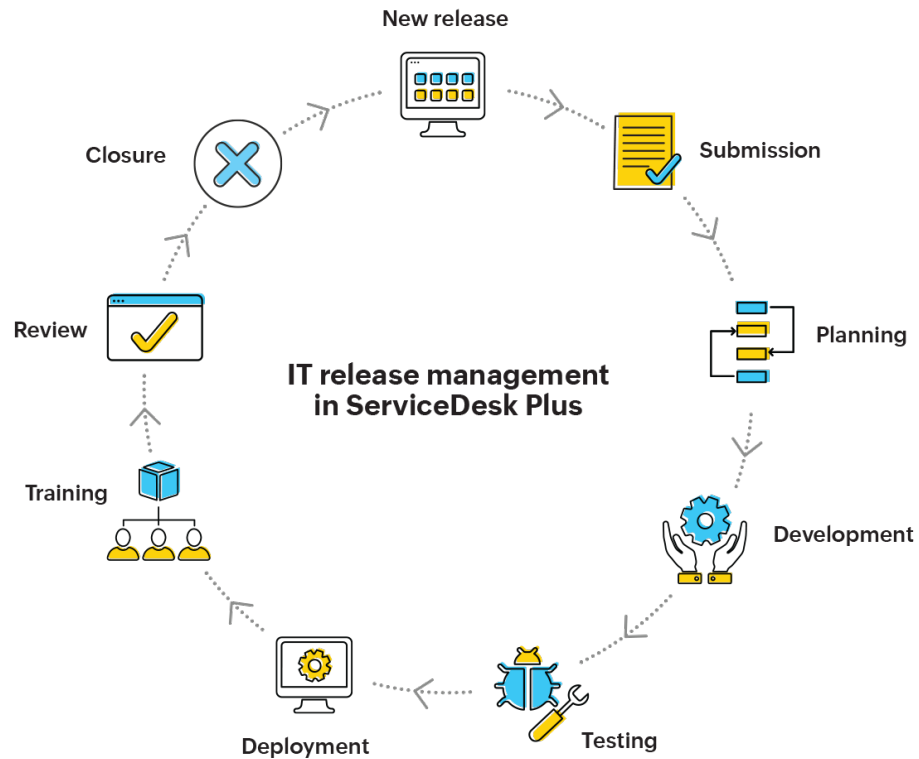 New release
Submission
Planning
Development
Testing
Deployment
Training
Review
Closure
IT release management
in ServiceDesk Plus